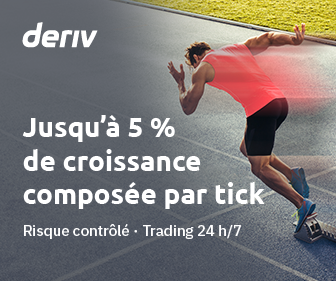 deriv
Jusqu'à 5 %
de croissance
composée par tick
Risque contrôlé · Trading 24 h/7